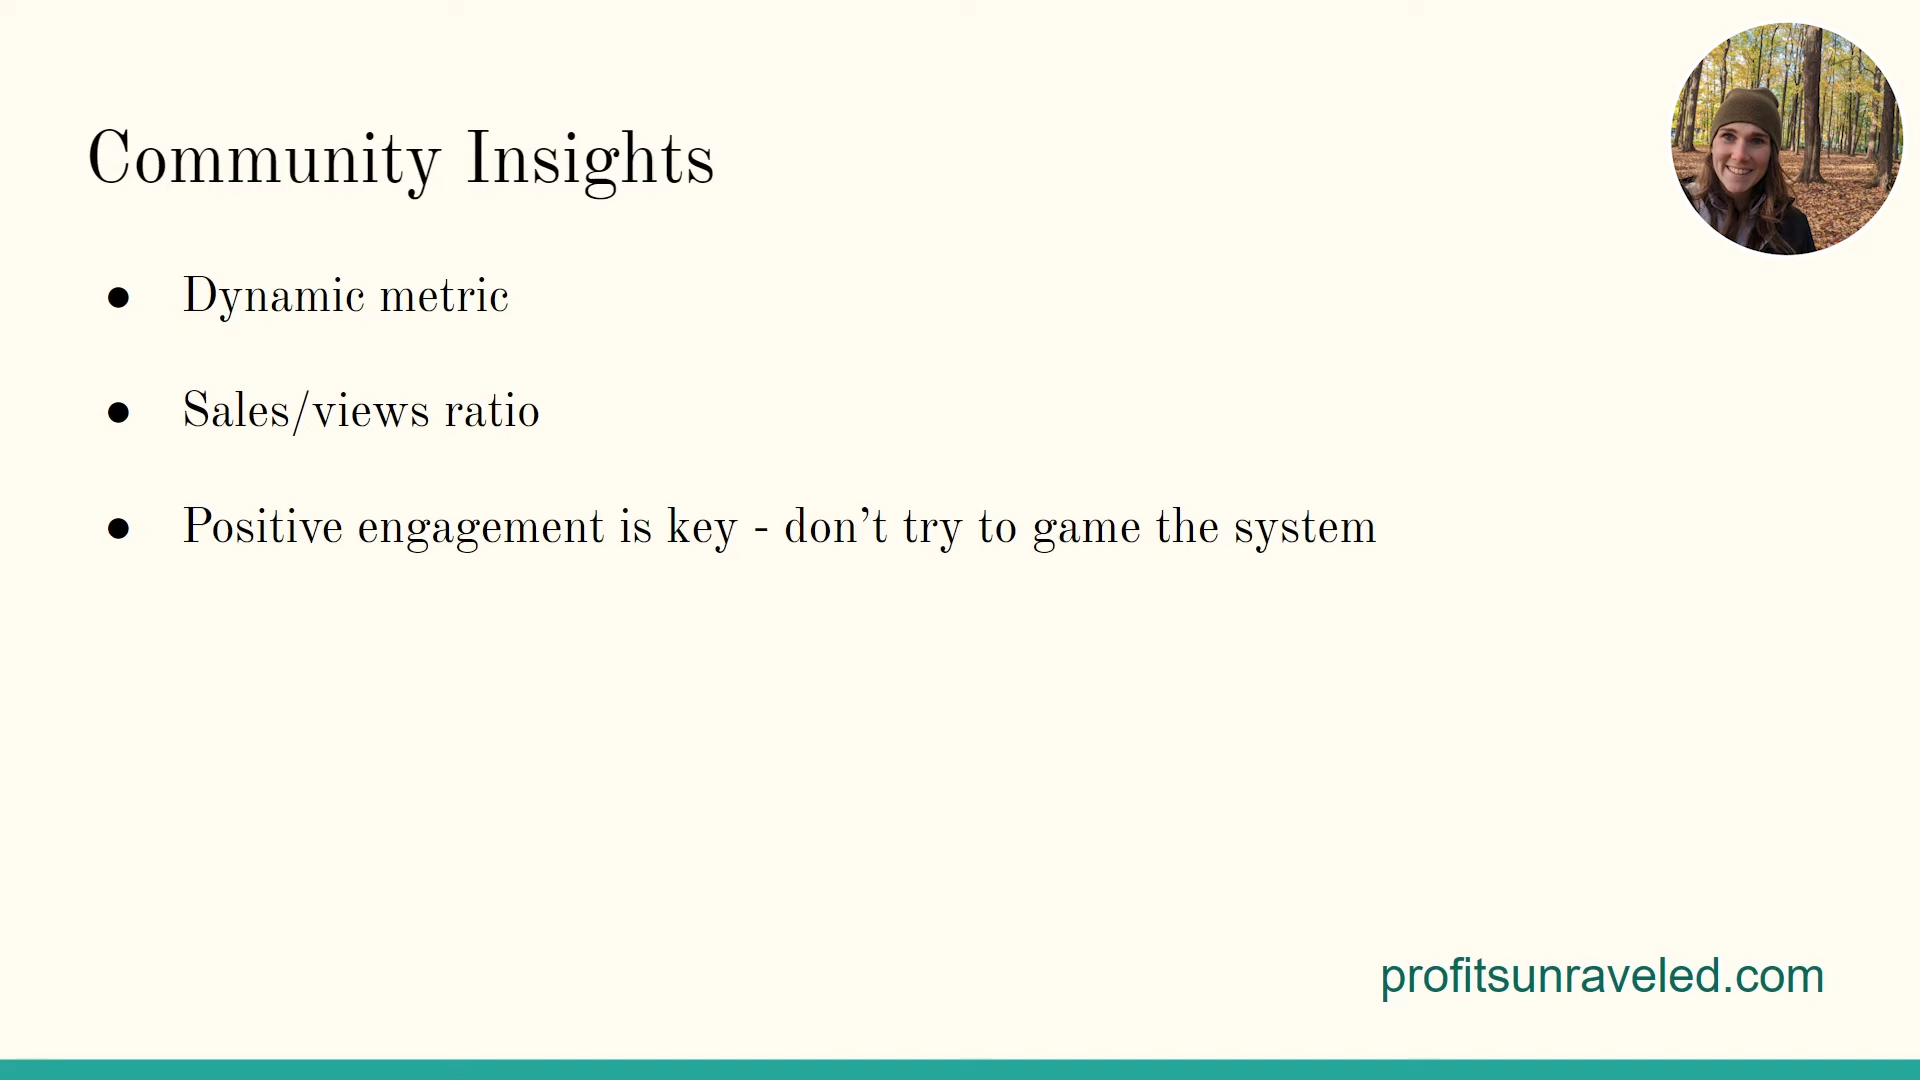 Community Insights
● Dynamic metric
● Sales/views ratio
● Positive engagement is key - don’t try to game the system
profitsunraveled.com